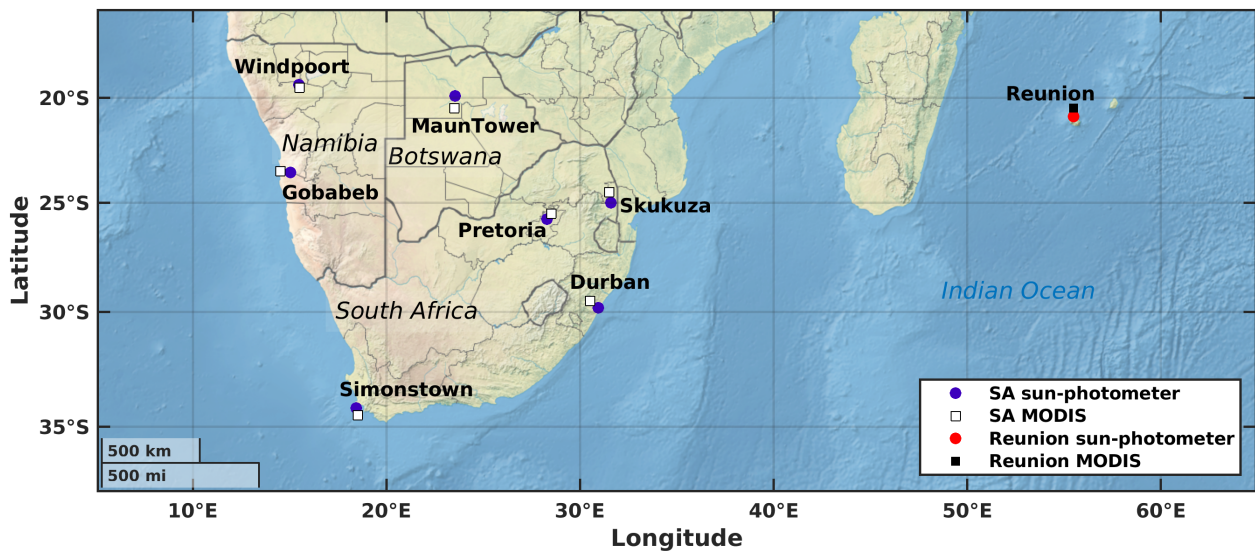 Windpoort
Reunion
20°S
MaunTower
Namibia
Botswana
Gobabeb
25°S
Skukuza
Pretoria
Latitude
Durban
Indian Ocean
South Africa
30°S
Simonstown
SA sun-photometer
SA MODIS
Reunion sun-photometer
Reunion MODIS
35°S
500 km
500 mi
10°E 20°E 30°E 40°E 50°E 60°E
Longitude